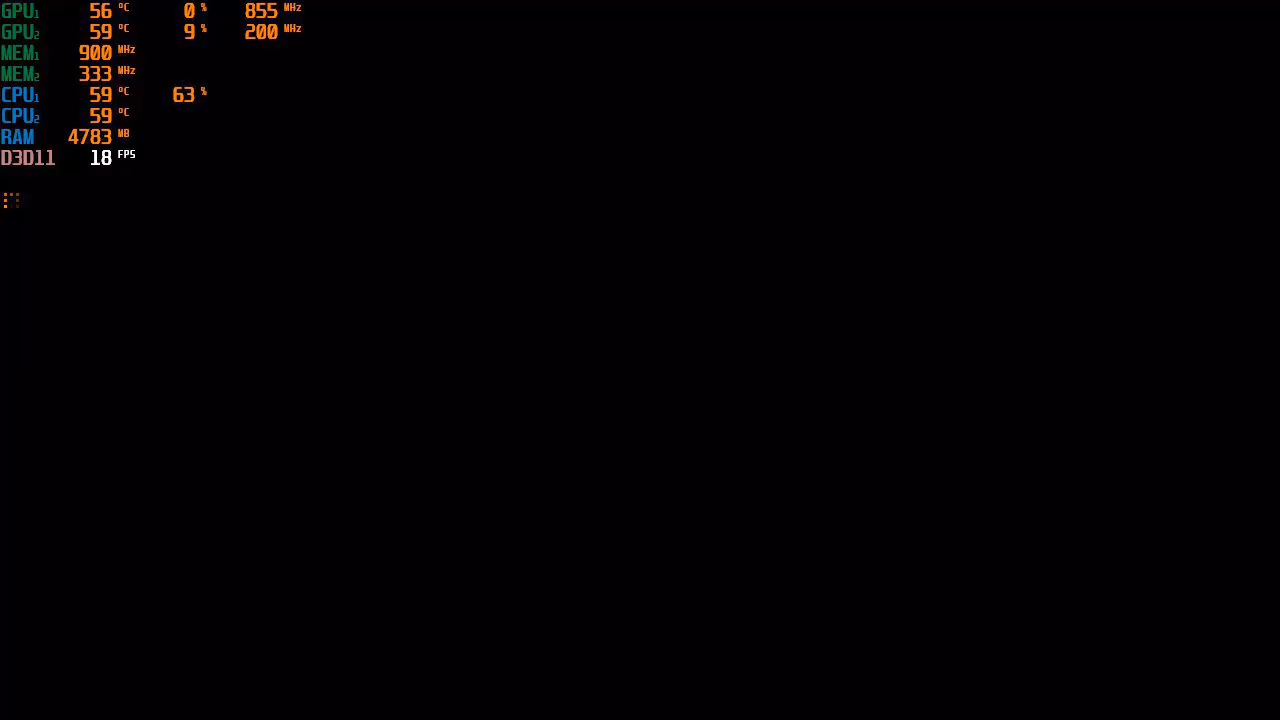 GPU1 56 °C 0 % 855 MHz
GPU2 59 °C 9 % 200 MHz
MEM1 900 MHz
MEM2 333 MHz
CPU1 59 °C 63 %
CPU2 59 °C
RAM 4783 MB
D3D11 18 FPS